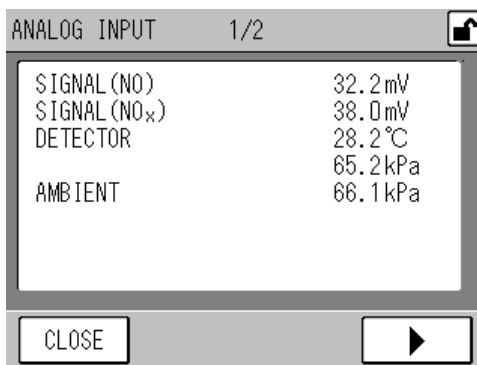 ANALOG INPUT 1/2
SIGNAL(NO) 32.2mV
SIGNAL(NOₓ) 38.0mV
DETECTOR 28.2℃
65.2kPa
AMBIENT 66.1kPa
CLOSE